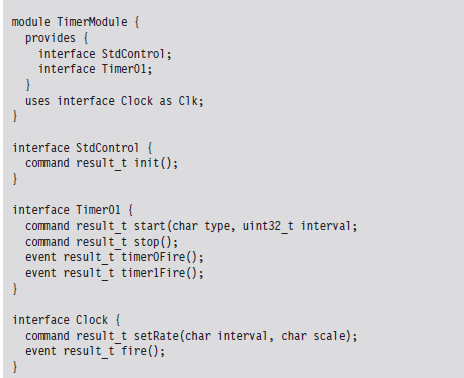 module TimerModule {
provides {
interface StdControl;
interface Timer01;
}
uses interface Clock as Clk;
}
interface StdControl {
command result_t init();
}
interface Timer01 {
command result_t start(char type, uint32_t interval;
command result_t stop();
event result_t timer0Fire();
event result_t timer1Fire();
}
interface Clock {
command result_t setRate(char interval, char scale);
event result_t fire();
}